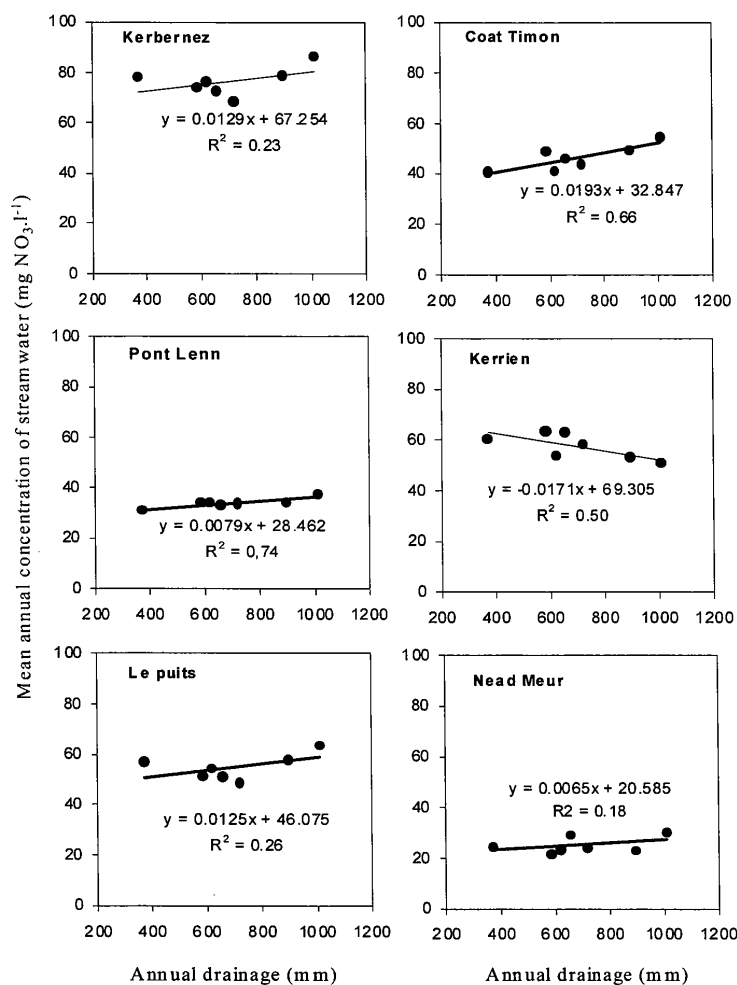 Mean annual concentration of streamwater (mg NO3.l-1)
Kerbernez
100
80
60
40
20
0
y = 0.0129x + 67.254
R2 = 0.23
200 400 600 800 1000 1200
Coat Timon
100
80
60
40
20
0
y = 0.0193x + 32.847
R2 = 0.66
200 400 600 800 1000 1200
Pont Lenn
100
80
60
40
20
0
y = 0.0079x + 28.462
R2 = 0,74
200 400 600 800 1000 1200
Kerrien
100
80
60
40
20
0
y = -0.0171x + 69.305
R2 = 0.50
200 400 600 800 1000 1200
Le puits
100
80
60
40
20
0
y = 0.0125x + 46.075
R2 = 0.26
200 400 600 800 1000 1200
Annual drainage (mm)
Nead Meur
100
80
60
40
20
0
y = 0.0065x + 20.585
R2 = 0.18
200 400 600 800 1000 1200
Annual drainage (mm)